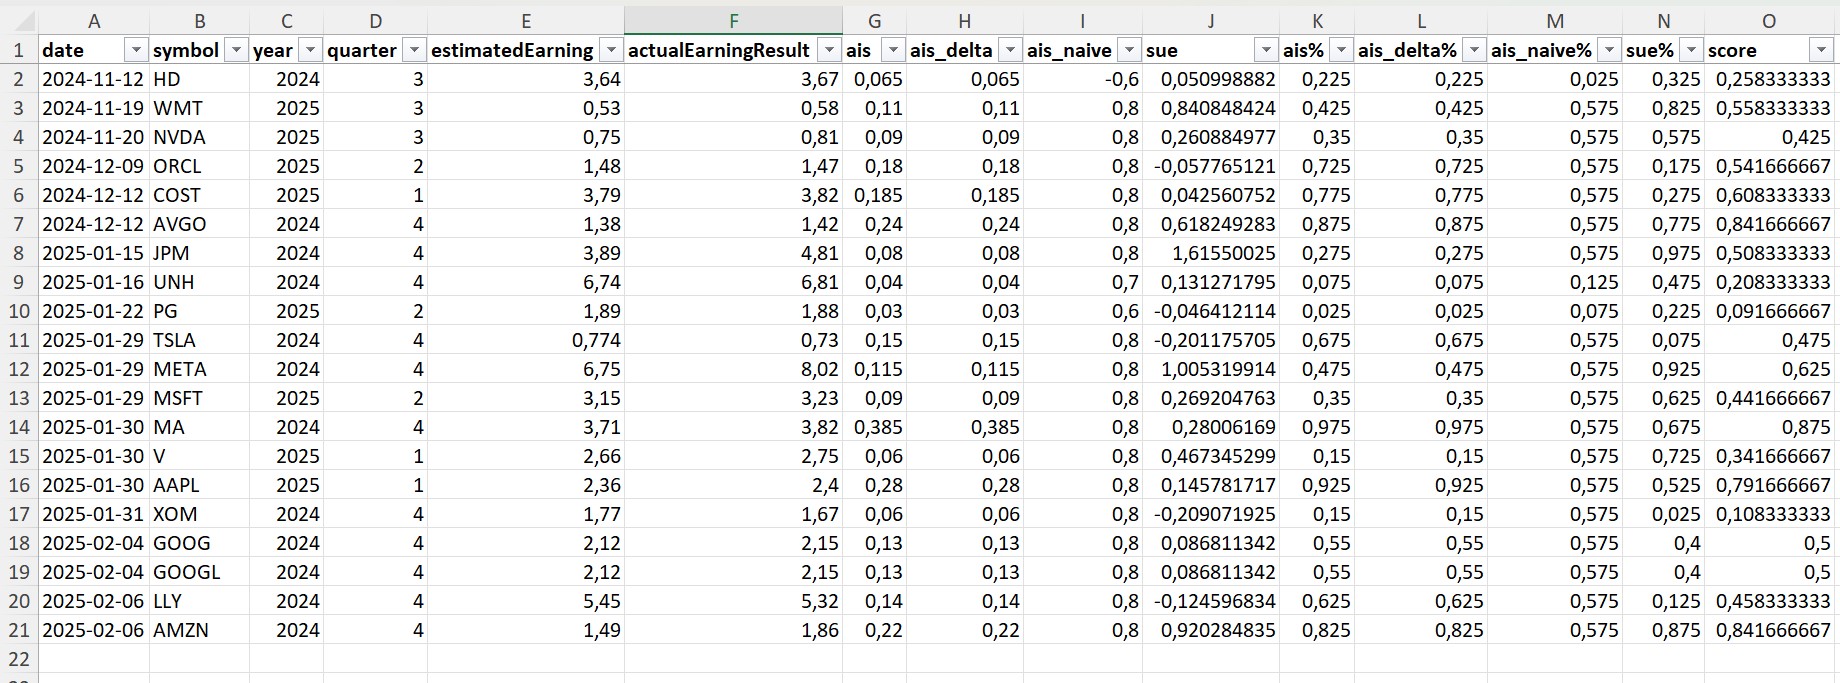 A B C D E F G H I J K L M N O
1 date symbol year quarter estimatedEarning actualEarningResult ais ais_delta ais_naive sue ais% ais_delta% ais_naive% sue% score
2 2024-11-12 HD 2024 3 3,64 3,67 0,065 0,065 -0,6 0,050998882 0,225 0,225 0,025 0,325 0,258333333
3 2024-11-19 WMT 2025 3 0,53 0,58 0,11 0,11 0,8 0,840848424 0,425 0,425 0,575 0,825 0,558333333
4 2024-11-20 NVDA 2025 3 0,75 0,81 0,09 0,09 0,8 0,260884977 0,35 0,35 0,575 0,575 0,425
5 2024-12-09 ORCL 2025 2 1,48 1,47 0,18 0,18 0,8 -0,057765121 0,725 0,725 0,575 0,175 0,541666667
6 2024-12-12 COST 2025 1 3,79 3,82 0,185 0,185 0,8 0,042560752 0,775 0,775 0,575 0,275 0,608333333
7 2024-12-12 AVGO 2024 4 1,38 1,42 0,24 0,24 0,8 0,618249283 0,875 0,875 0,575 0,775 0,841666667
8 2025-01-15 JPM 2024 4 3,89 4,81 0,08 0,08 0,8 1,61550025 0,275 0,275 0,575 0,975 0,508333333
9 2025-01-16 UNH 2024 4 6,74 6,81 0,04 0,04 0,7 0,131271795 0,075 0,075 0,125 0,475 0,208333333
10 2025-01-22 PG 2025 2 1,89 1,88 0,03 0,03 0,6 -0,046412114 0,025 0,025 0,075 0,225 0,091666667
11 2025-01-29 TSLA 2024 4 0,774 0,73 0,15 0,15 0,8 -0,201175705 0,675 0,675 0,575 0,075 0,475
12 2025-01-29 META 2024 4 6,75 8,02 0,115 0,115 0,8 1,005319914 0,475 0,475 0,575 0,925 0,625
13 2025-01-29 MSFT 2025 2 3,15 3,23 0,09 0,09 0,8 0,269204763 0,35 0,35 0,575 0,625 0,441666667
14 2025-01-30 MA 2024 4 3,71 3,82 0,385 0,385 0,8 0,28006169 0,975 0,975 0,575 0,675 0,875
15 2025-01-30 V 2025 1 2,66 2,75 0,06 0,06 0,8 0,467345299 0,15 0,15 0,575 0,725 0,341666667
16 2025-01-30 AAPL 2025 1 2,36 2,4 0,28 0,28 0,8 0,145781717 0,925 0,925 0,575 0,525 0,791666667
17 2025-01-31 XOM 2024 4 1,77 1,67 0,06 0,06 0,8 -0,209071925 0,15 0,15 0,575 0,025 0,108333333
18 2025-02-04 GOOG 2024 4 2,12 2,15 0,13 0,13 0,8 0,086811342 0,55 0,55 0,575 0,4 0,5
19 2025-02-04 GOOGL 2024 4 2,12 2,15 0,13 0,13 0,8 0,086811342 0,55 0,55 0,575 0,4 0,5
20 2025-02-06 LLY 2024 4 5,45 5,32 0,14 0,14 0,8 -0,124596834 0,625 0,625 0,575 0,125 0,458333333
21 2025-02-06 AMZN 2024 4 1,49 1,86 0,22 0,22 0,8 0,920284835 0,825 0,825 0,575 0,875 0,841666667
22